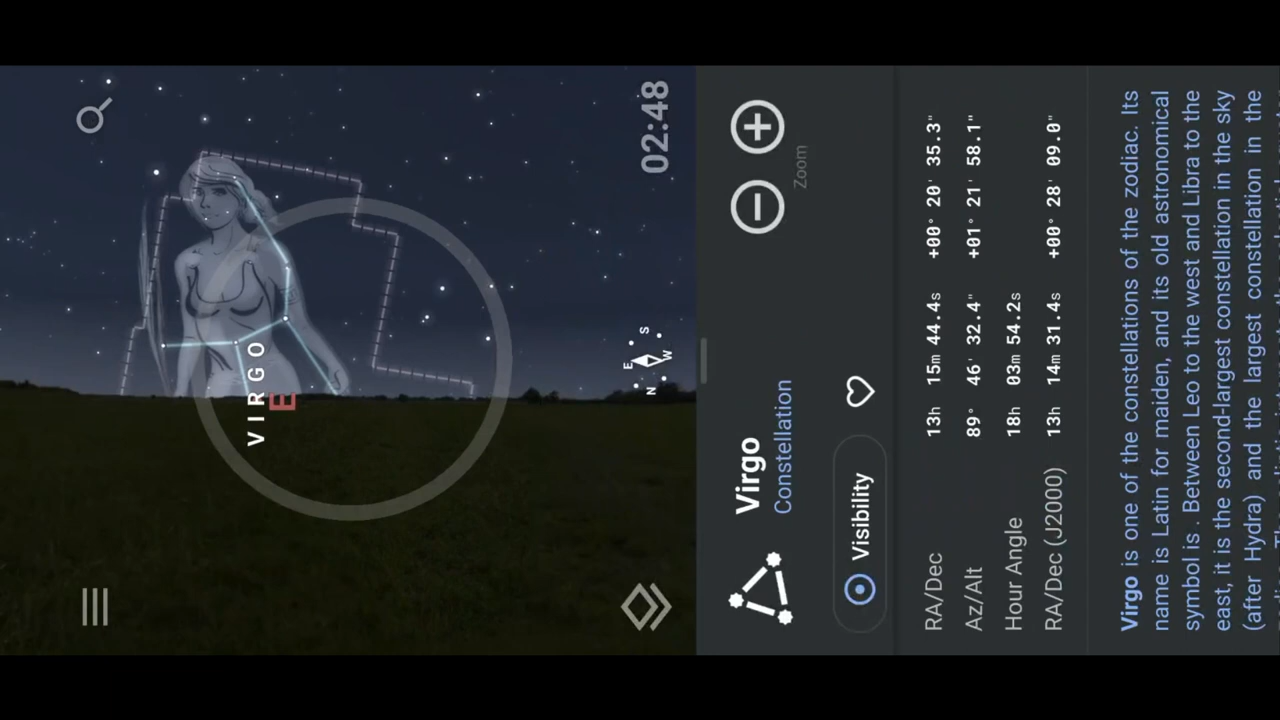 02:48
VIRGO
E
S
E
W
N
Zoom
Virgo
Constellation
Visibility
RA/Dec 13h 15m 44.4s +00° 20' 35.3"
Az/Alt 89° 46' 32.4" +01° 21' 58.1"
Hour Angle 18h 03m 54.2s
RA/Dec (J2000) 13h 14m 31.4s +00° 28' 09.0"
Virgo is one of the constellations of the zodiac. Its
name is Latin for maiden, and its old astronomical
symbol is . Between Leo to the west and Libra to the
east, it is the second-largest constellation in the sky
(after Hydra) and the largest constellation in the